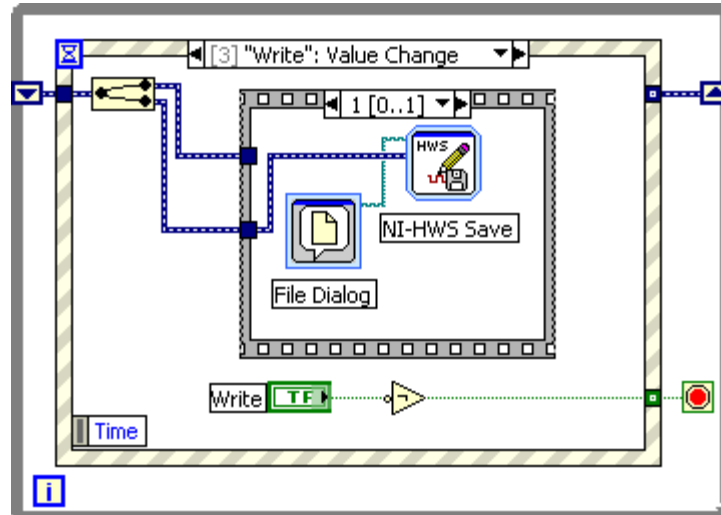 [3] "Write": Value Change
1 [0..1]
HWS
NI-HWS Save
File Dialog
Write
TF
Time
i